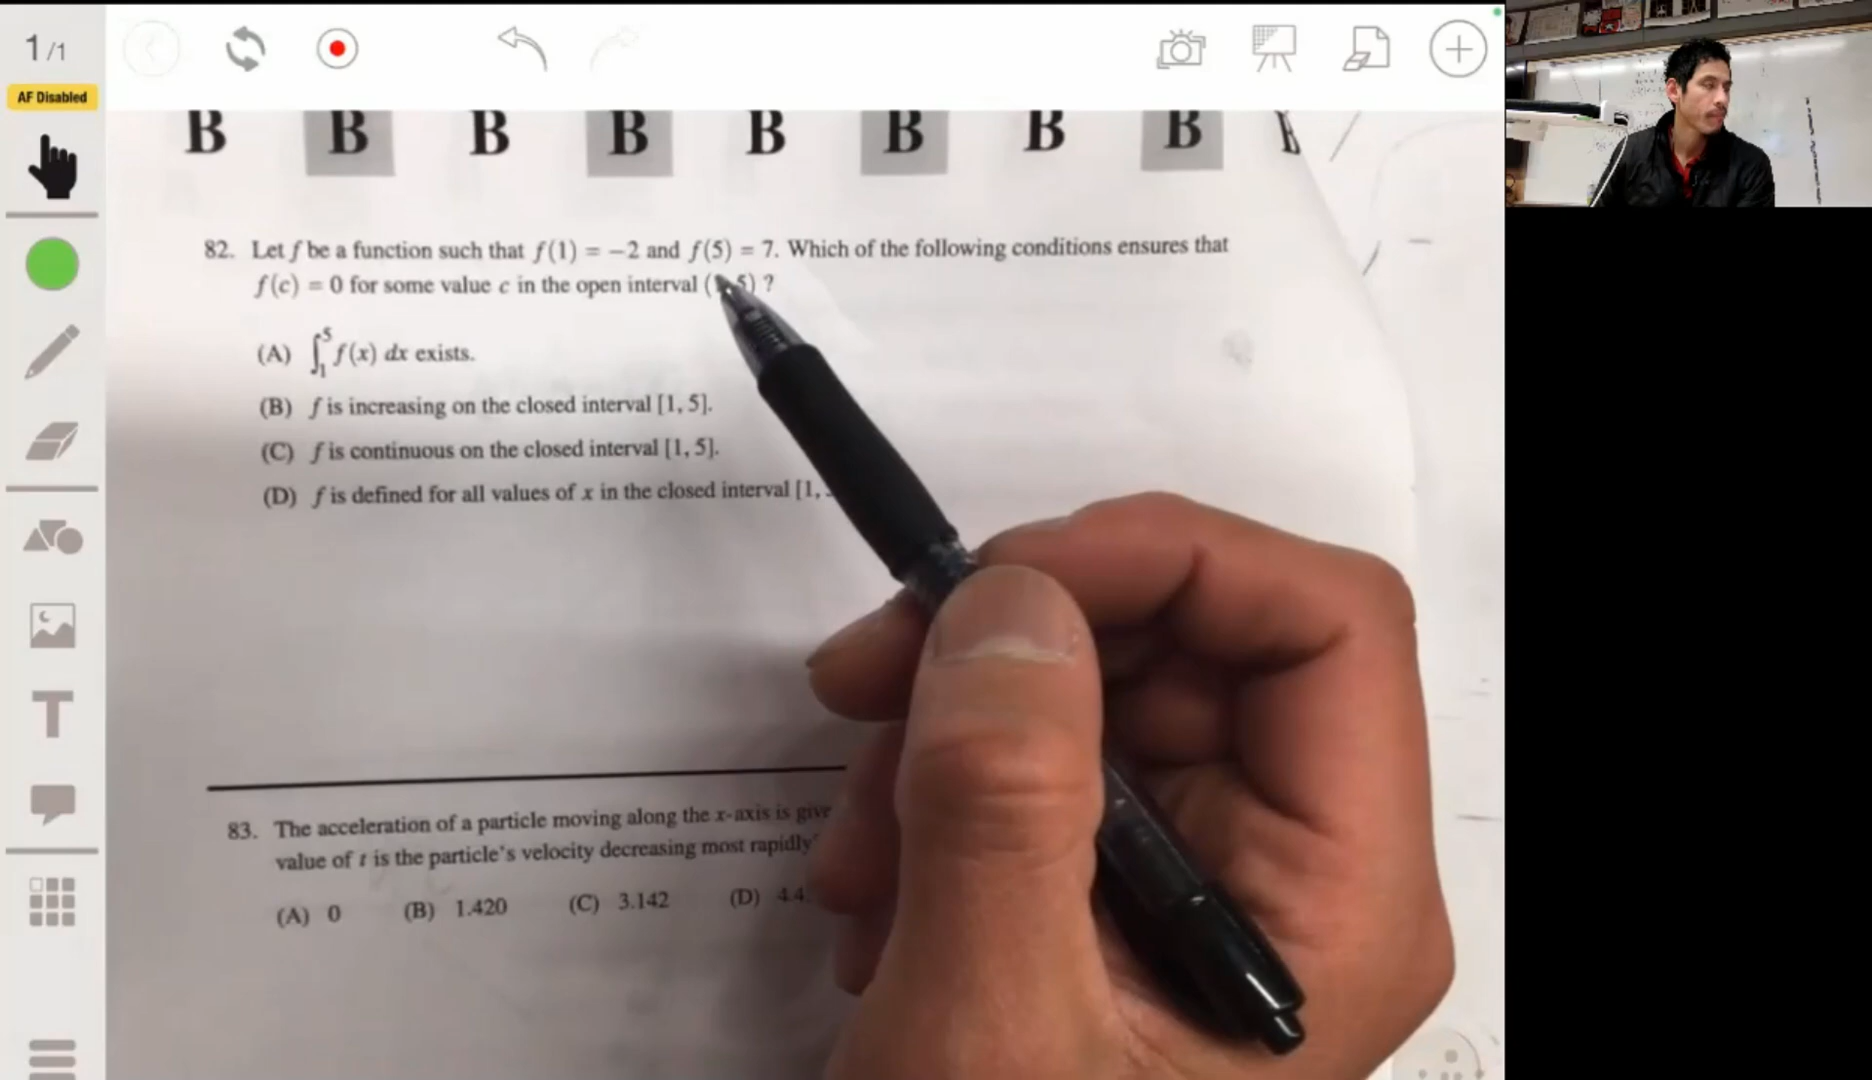 1/1
AF Disabled
B B B B B B B B
82. Let f be a function such that f(1) = −2 and f(5) = 7. Which of the following conditions ensures that
f(c) = 0 for some value c in the open interval ( 5) ?
(A) ∫₁⁵ f(x) dx exists.
(B) f is increasing on the closed interval [1, 5].
(C) f is continuous on the closed interval [1, 5].
(D) f is defined for all values of x in the closed interval [1,
83. The acceleration of a particle moving along the x-axis is
value of t is the particle's velocity decreasing most rapidly
(A) 0 (B) 1.420 (C) 3.142 (D) 4.4
T